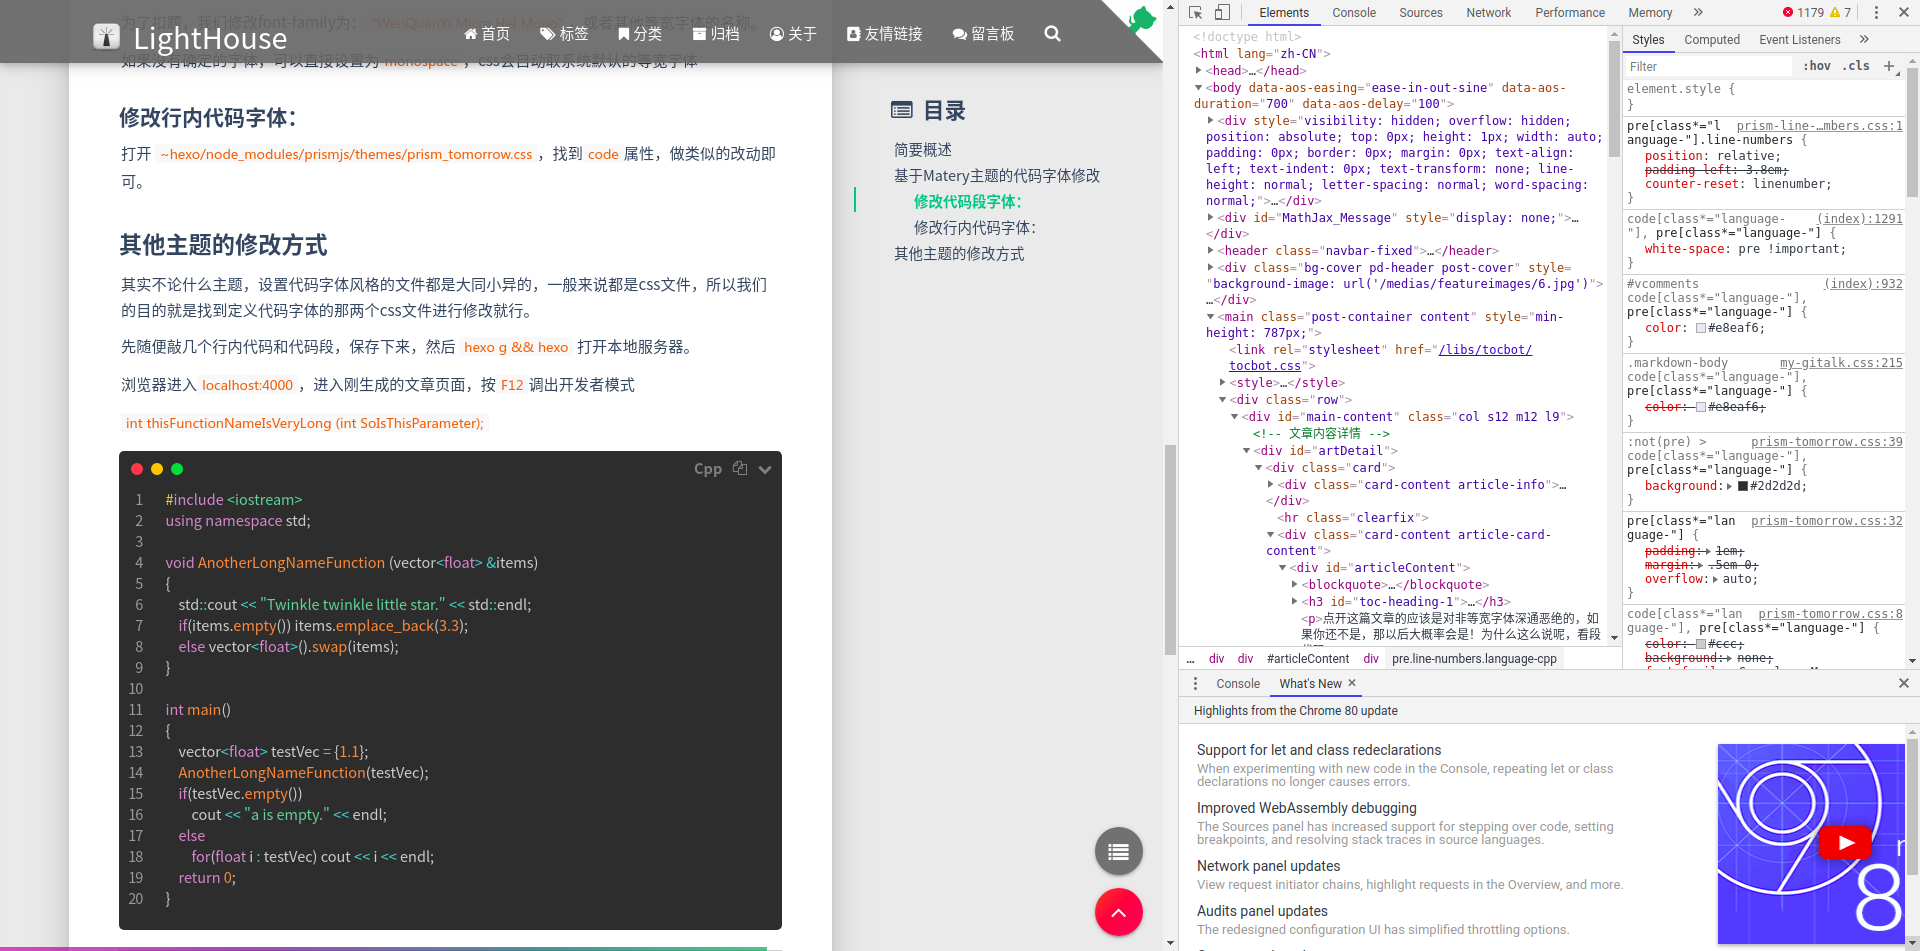 为了扣题，我们修改font-family为： "WenQuanYi Micro Hei Mono" ，或者其他等宽字体的名称。
LightHouse
首页 标签 分类 归档 关于 友情链接 留言板
如果没有确定的字体，可以直接设置为 monospace ，css会自动取系统默认的等宽字体
修改行内代码字体：
打开 ~hexo/node_modules/prismjs/themes/prism_tomorrow.css ，找到 code 属性，做类似的改动即
可。
其他主题的修改方式
其实不论什么主题，设置代码字体风格的文件都是大同小异的，一般来说都是css文件，所以我们
的目的就是找到定义代码字体的那两个css文件进行修改就行。
先随便敲几个行内代码和代码段，保存下来，然后 hexo g && hexo 打开本地服务器。
浏览器进入 localhost:4000 ，进入刚生成的文章页面，按 F12 调出开发者模式
int thisFunctionNameIsVeryLong (int SoIsThisParameter);
Cpp
1 #include <iostream>
2 using namespace std;
3
4 void AnotherLongNameFunction (vector<float> &items)
5 {
6 std::cout << "Twinkle twinkle little star." << std::endl;
7 if(items.empty()) items.emplace_back(3.3);
8 else vector<float>().swap(items);
9 }
10
11 int main()
12 {
13 vector<float> testVec = {1.1};
14 AnotherLongNameFunction(testVec);
15 if(testVec.empty())
16 cout << "a is empty." << endl;
17 else
18 for(float i : testVec) cout << i << endl;
19 return 0;
20 }
目录
简要概述
基于Matery主题的代码字体修改
修改代码段字体：
修改行内代码字体：
其他主题的修改方式
Elements Console Sources Network Performance Memory » 1179 7
<!doctype html>
<html lang="zh-CN">
<head>…</head>
<body data-aos-easing="ease-in-out-sine" data-aos-
duration="700" data-aos-delay="100">
<div style="visibility: hidden; overflow: hidden;
position: absolute; top: 0px; height: 1px; width: auto;
padding: 0px; border: 0px; margin: 0px; text-align:
left; text-indent: 0px; text-transform: none; line-
height: normal; letter-spacing: normal; word-spacing:
normal;">…</div>
<div id="MathJax_Message" style="display: none;">…
</div>
<header class="navbar-fixed">…</header>
<div class="bg-cover pd-header post-cover" style=
"background-image: url('/medias/featureimages/6.jpg')">
…</div>
<main class="post-container content" style="min-
height: 787px;">
<link rel="stylesheet" href="/libs/tocbot/
tocbot.css">
<style>…</style>
<div class="row">
<div id="main-content" class="col s12 m12 l9">
<!-- 文章内容详情 -->
<div id="artDetail">
<div class="card">
<div class="card-content article-info">…
</div>
<hr class="clearfix">
<div class="card-content article-card-
content">
<div id="articleContent">
<blockquote>…</blockquote>
<h3 id="toc-heading-1">…</h3>
<p>点开这篇文章的应该是对非等宽字体深通恶绝的，如
果你还不是，那以后大概率会是！为什么这么说呢，看段
… div div #articleContent div pre.line-numbers.language-cpp
Styles Computed Event Listeners »
Filter :hov .cls +
element.style {
}
pre[class*="l prism-line-…mbers.css:1
anguage-"].line-numbers {
position: relative;
padding-left: 3.8em;
counter-reset: linenumber;
}
code[class*="language- (index):1291
"], pre[class*="language-"] {
white-space: pre !important;
}
#vcomments (index):932
code[class*="language-"],
pre[class*="language-"] {
color: #e8eaf6;
}
.markdown-body my-gitalk.css:215
code[class*="language-"],
pre[class*="language-"] {
color: #e8eaf6;
}
:not(pre) > prism-tomorrow.css:39
code[class*="language-"],
pre[class*="language-"] {
background: #2d2d2d;
}
pre[class*="lan prism-tomorrow.css:32
guage-"] {
padding: 1em;
margin: .5em 0;
overflow: auto;
}
code[class*="lan prism-tomorrow.css:8
guage-"], pre[class*="language-"] {
color: #ccc;
background: none;
Console What's New
Highlights from the Chrome 80 update
Support for let and class redeclarations
When experimenting with new code in the Console, repeating let or class
declarations no longer causes errors.
Improved WebAssembly debugging
The Sources panel has increased support for stepping over code, setting
breakpoints, and resolving stack traces in source languages.
Network panel updates
View request initiator chains, highlight requests in the Overview, and more.
Audits panel updates
The redesigned configuration UI has simplified throttling options.
8